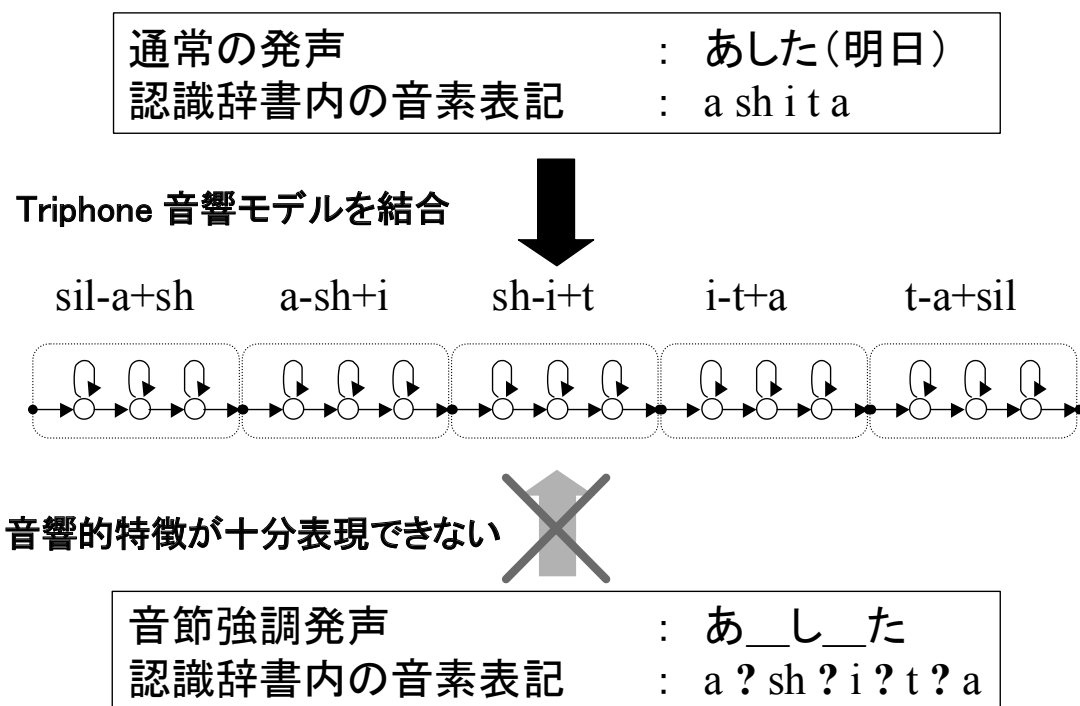 通常の発声 : あした(明日)
認識辞書内の音素表記 : a sh i t a
Triphone 音響モデルを結合
sil-a+sh a-sh+i sh-i+t i-t+a t-a+sil
音響的特徴が十分表現できない
音節強調発声 : あ__し__た
認識辞書内の音素表記 : a ? sh ? i ? t ? a